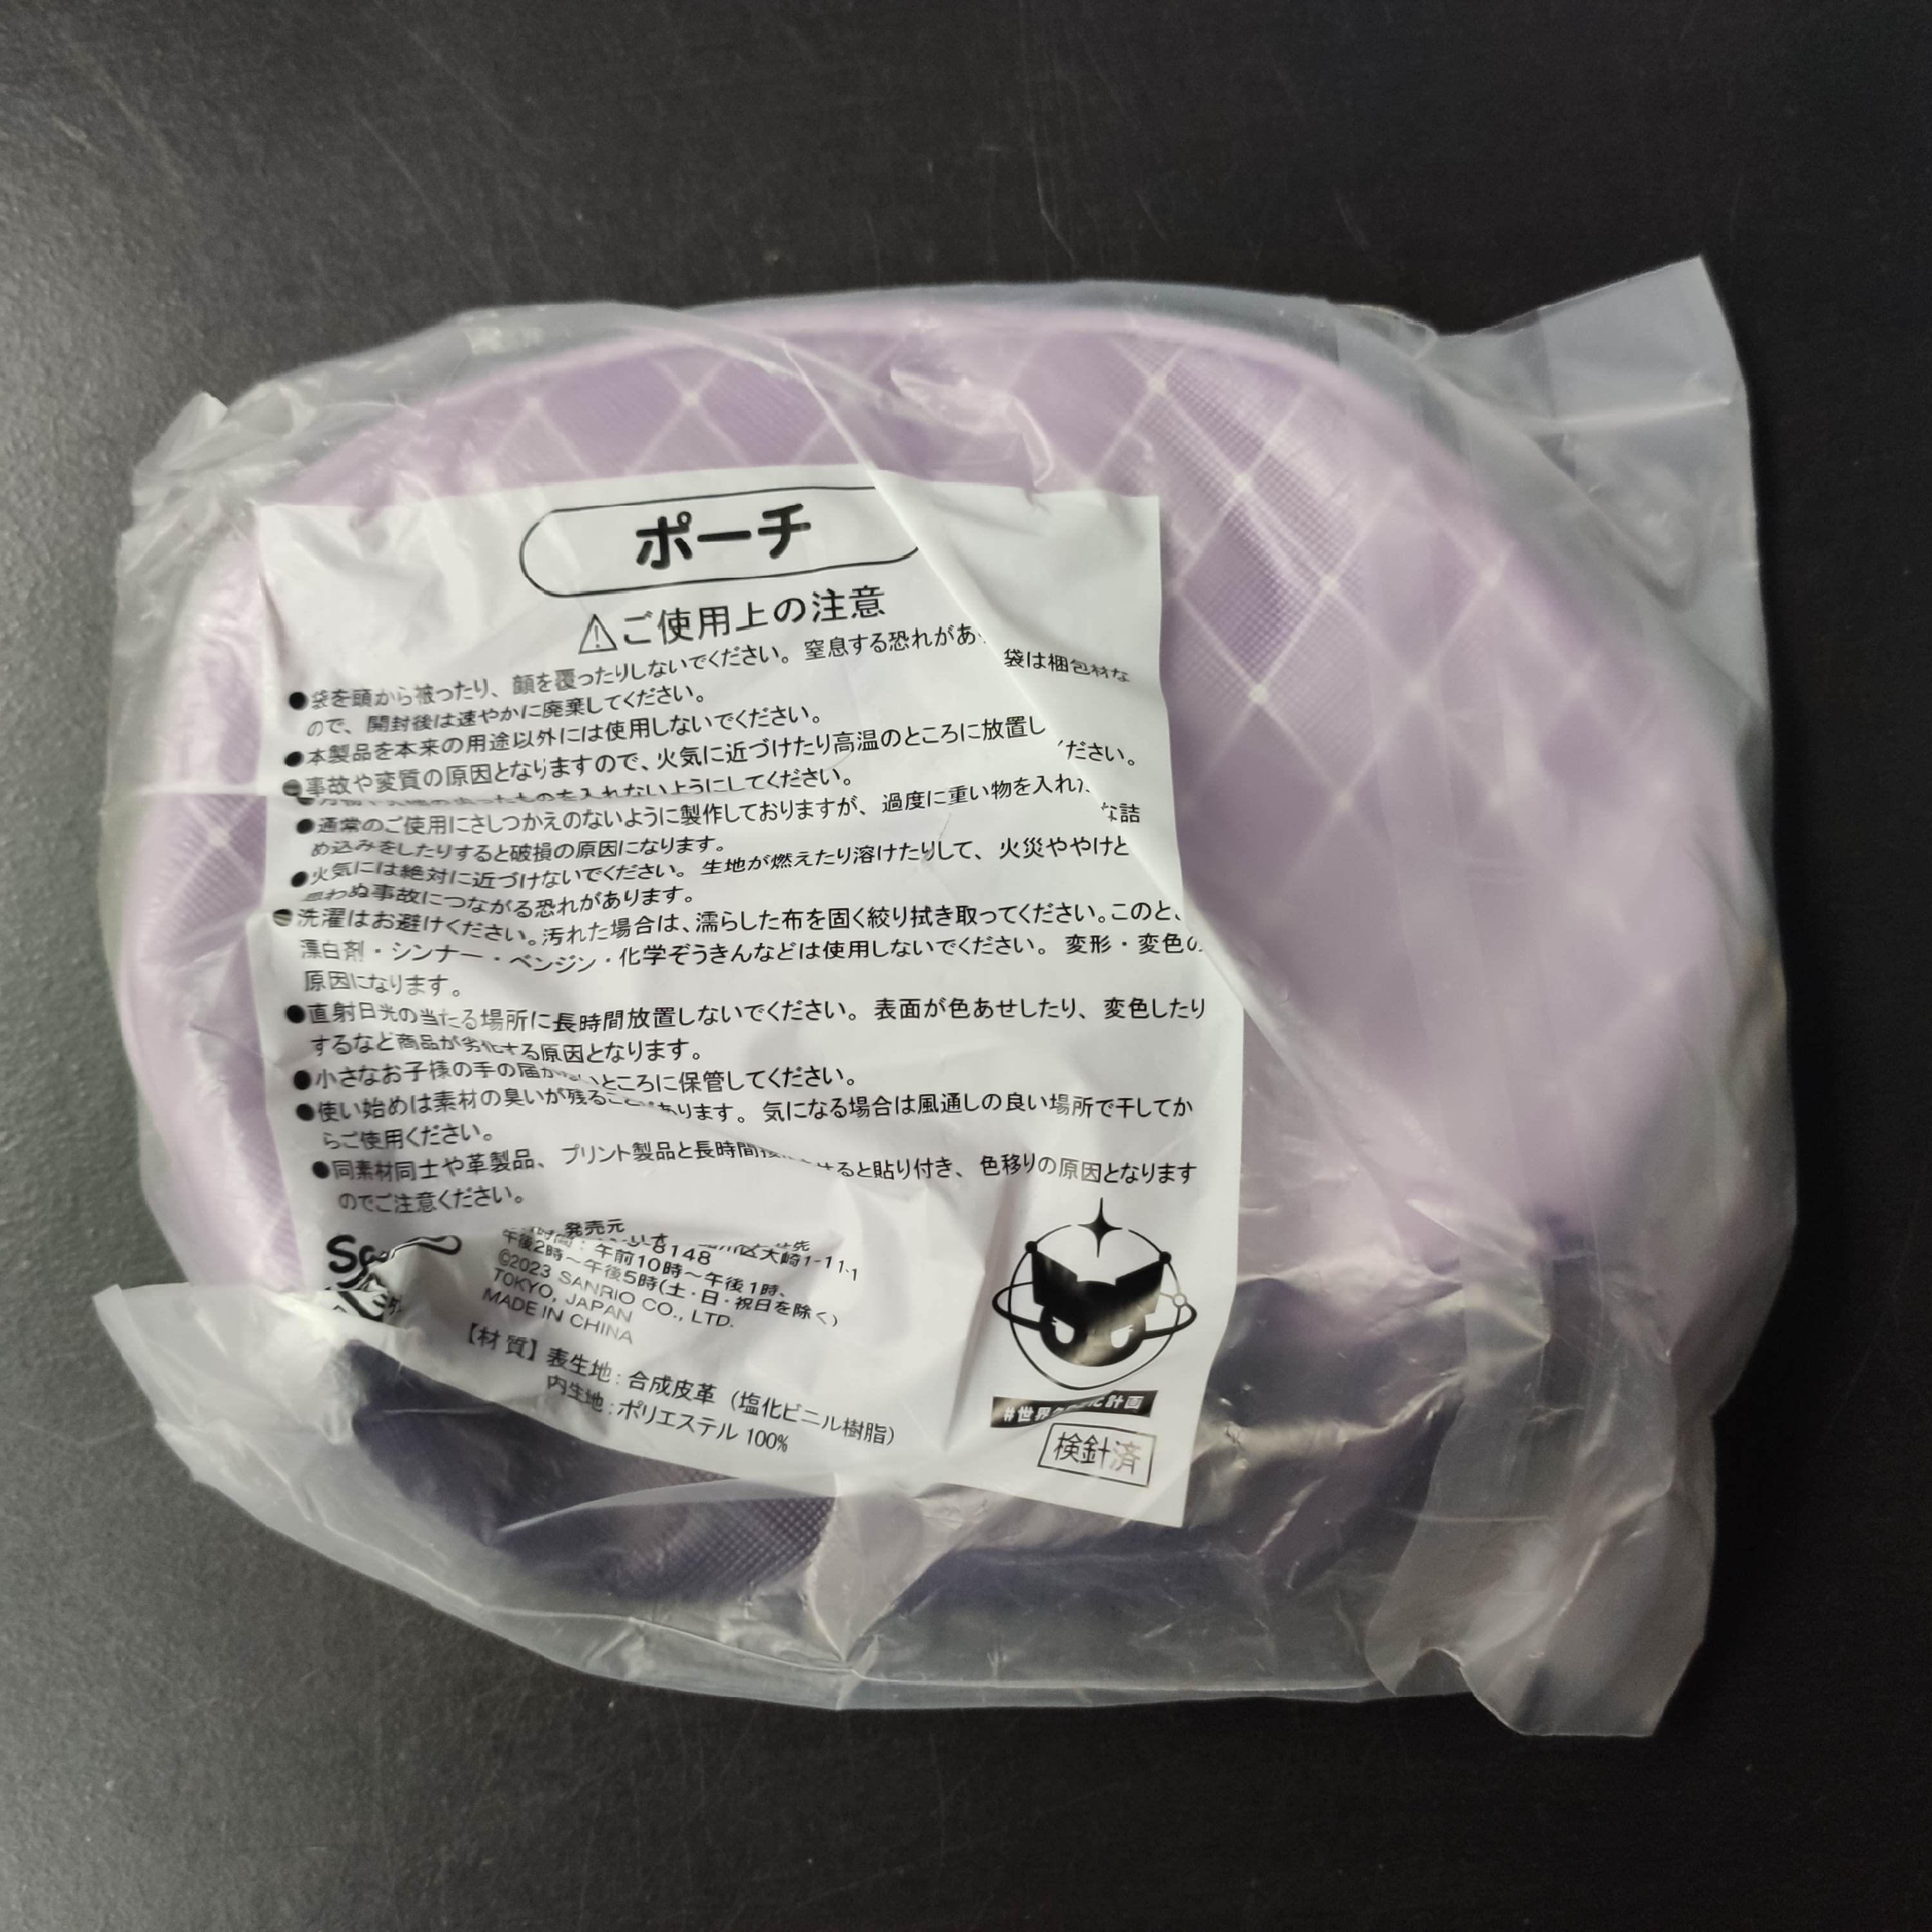 ポーチ
⚠ご使用上の注意
●袋を頭から被ったり、顔を覆ったりしないでください。窒息する恐れがあ 袋は梱包材な
ので、開封後は速やかに廃棄してください。
●本製品を本来の用途以外には使用しないでください。
●事故や変質の原因となりますので、火気に近づけたり高温のところに放置し ださい。
ものを入れないようにしてください。
●通常のご使用にさしつかえのないように製作しておりますが、過度に重い物を入れ な詰
め込みをしたりすると破損の原因になります。
●火気には絶対に近づけないでください。生地が燃えたり溶けたりして、火災ややけど
思わぬ事故につながる恐れがあります。
●洗濯はお避けください。汚れた場合は、濡らした布を固く絞り拭き取ってください。このと、
漂白剤・シンナー・ベンジン・化学ぞうきんなどは使用しないでください。変形・変色の
原因になります。
●直射日光の当たる場所に長時間放置しないでください。表面が色あせしたり、変色したり
するなど商品が劣化する原因となります。
●小さなお子様の手の届か ところに保管してください。
●使い始めは素材の臭いが残ること あります。気になる場合は風通しの良い場所で干してか
らご使用ください。
●同素材同士や革製品、プリント製品と長時間接 せると貼り付き、色移りの原因となります
のでご注意ください。
発売元
8148 大崎1-11-1
午前10時～午後1時、
午後2時～午後5時(土・日・祝日を除く)
©2023 SANRIO CO., LTD.
TOKYO, JAPAN
MADE IN CHINA
【材質】表生地：合成皮革（塩化ビニル樹脂）
内生地：ポリエステル 100%
#世界 化計画
検針済